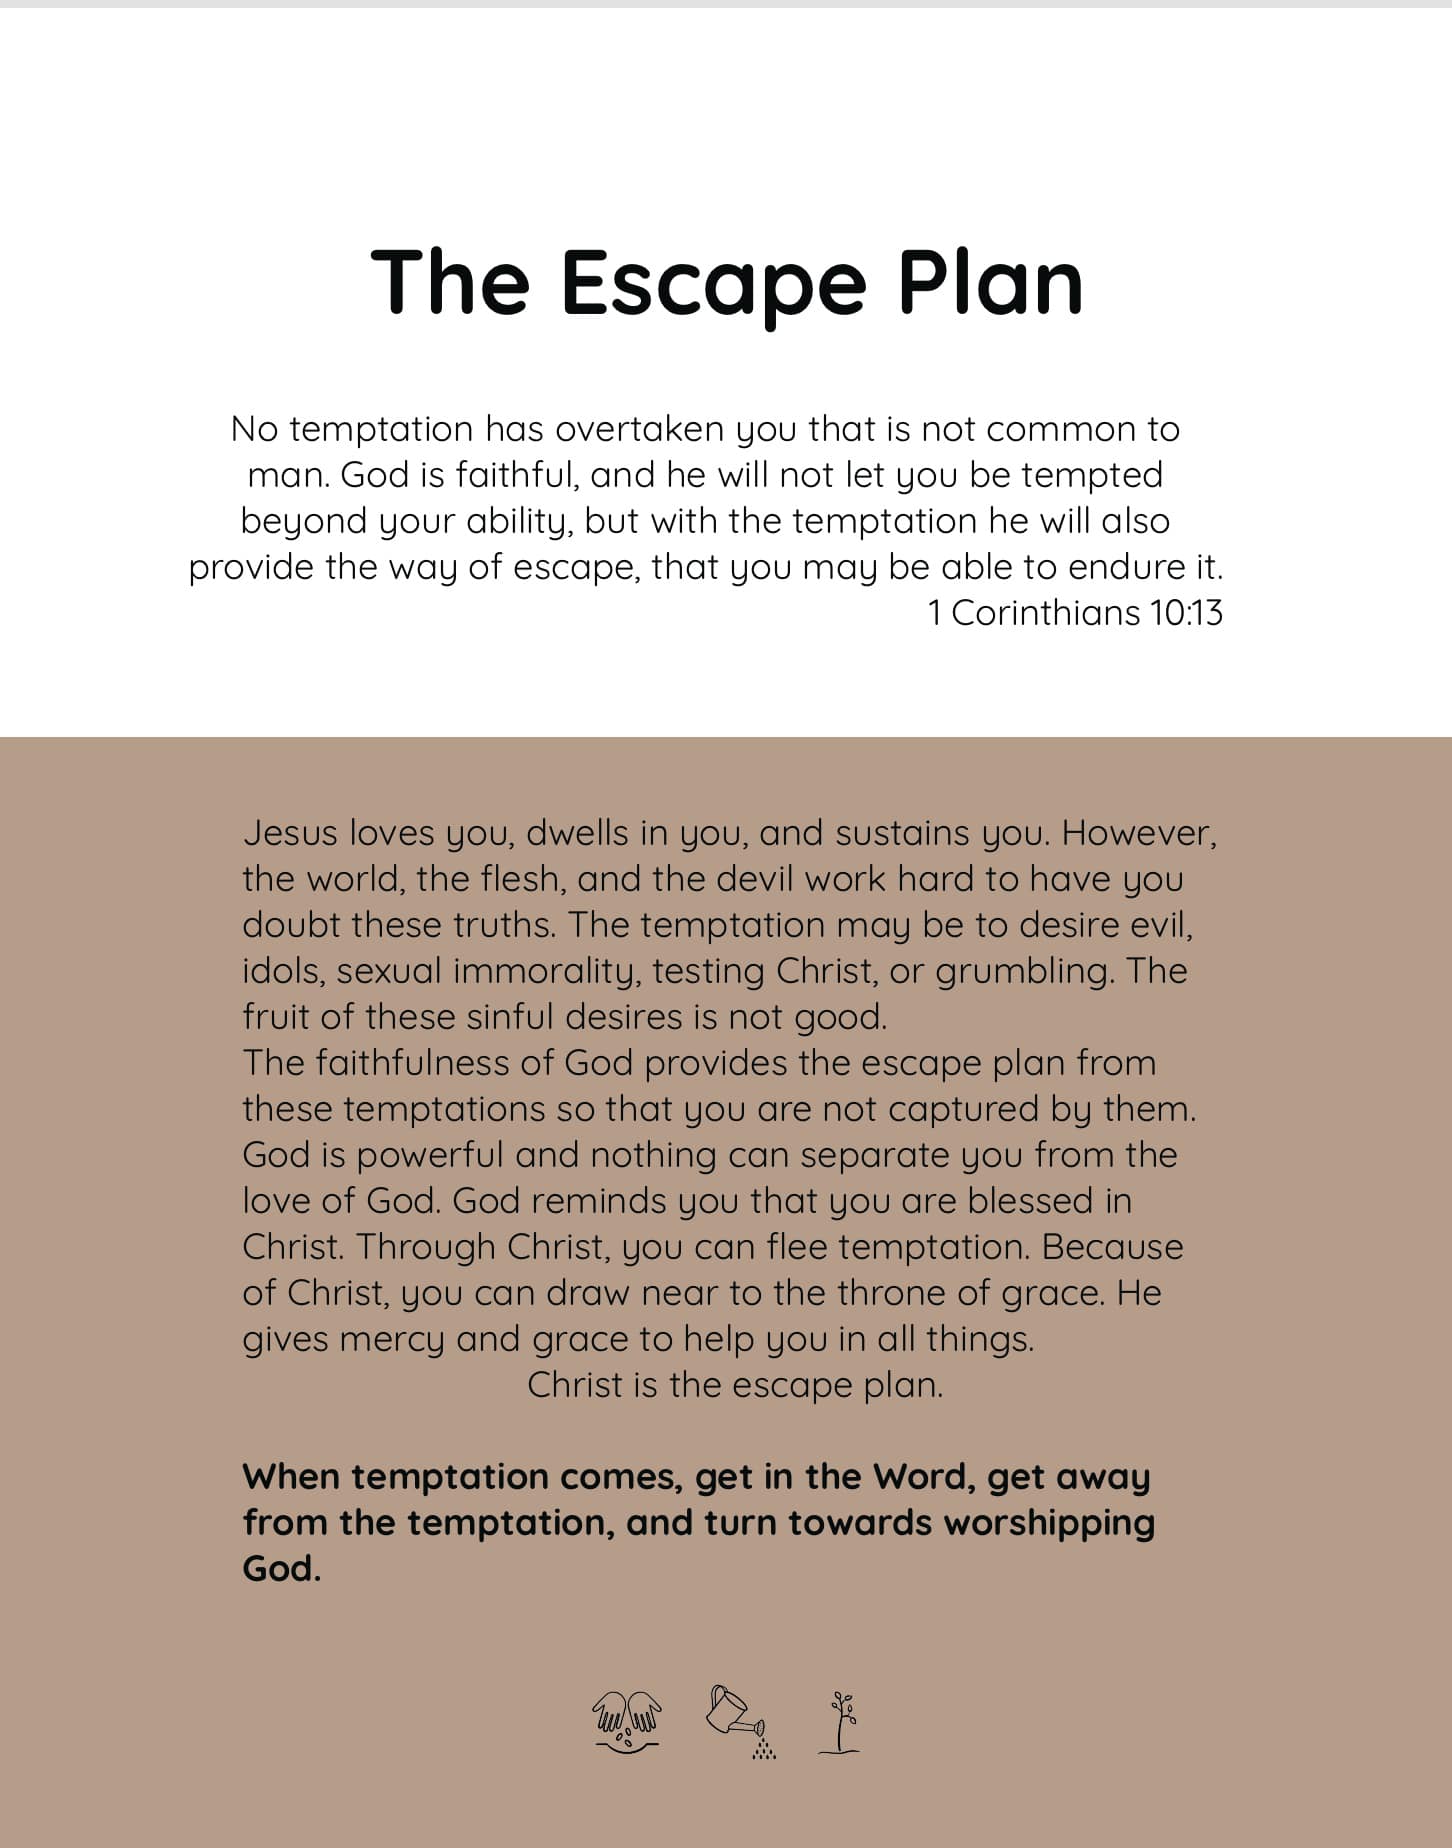 The Escape Plan
No temptation has overtaken you that is not common to
man. God is faithful, and he will not let you be tempted
beyond your ability, but with the temptation he will also
provide the way of escape, that you may be able to endure it.
1 Corinthians 10:13
Jesus loves you, dwells in you, and sustains you. However,
the world, the flesh, and the devil work hard to have you
doubt these truths. The temptation may be to desire evil,
idols, sexual immorality, testing Christ, or grumbling. The
fruit of these sinful desires is not good.
The faithfulness of God provides the escape plan from
these temptations so that you are not captured by them.
God is powerful and nothing can separate you from the
love of God. God reminds you that you are blessed in
Christ. Through Christ, you can flee temptation. Because
of Christ, you can draw near to the throne of grace. He
gives mercy and grace to help you in all things.
Christ is the escape plan.
When temptation comes, get in the Word, get away
from the temptation, and turn towards worshipping
God.